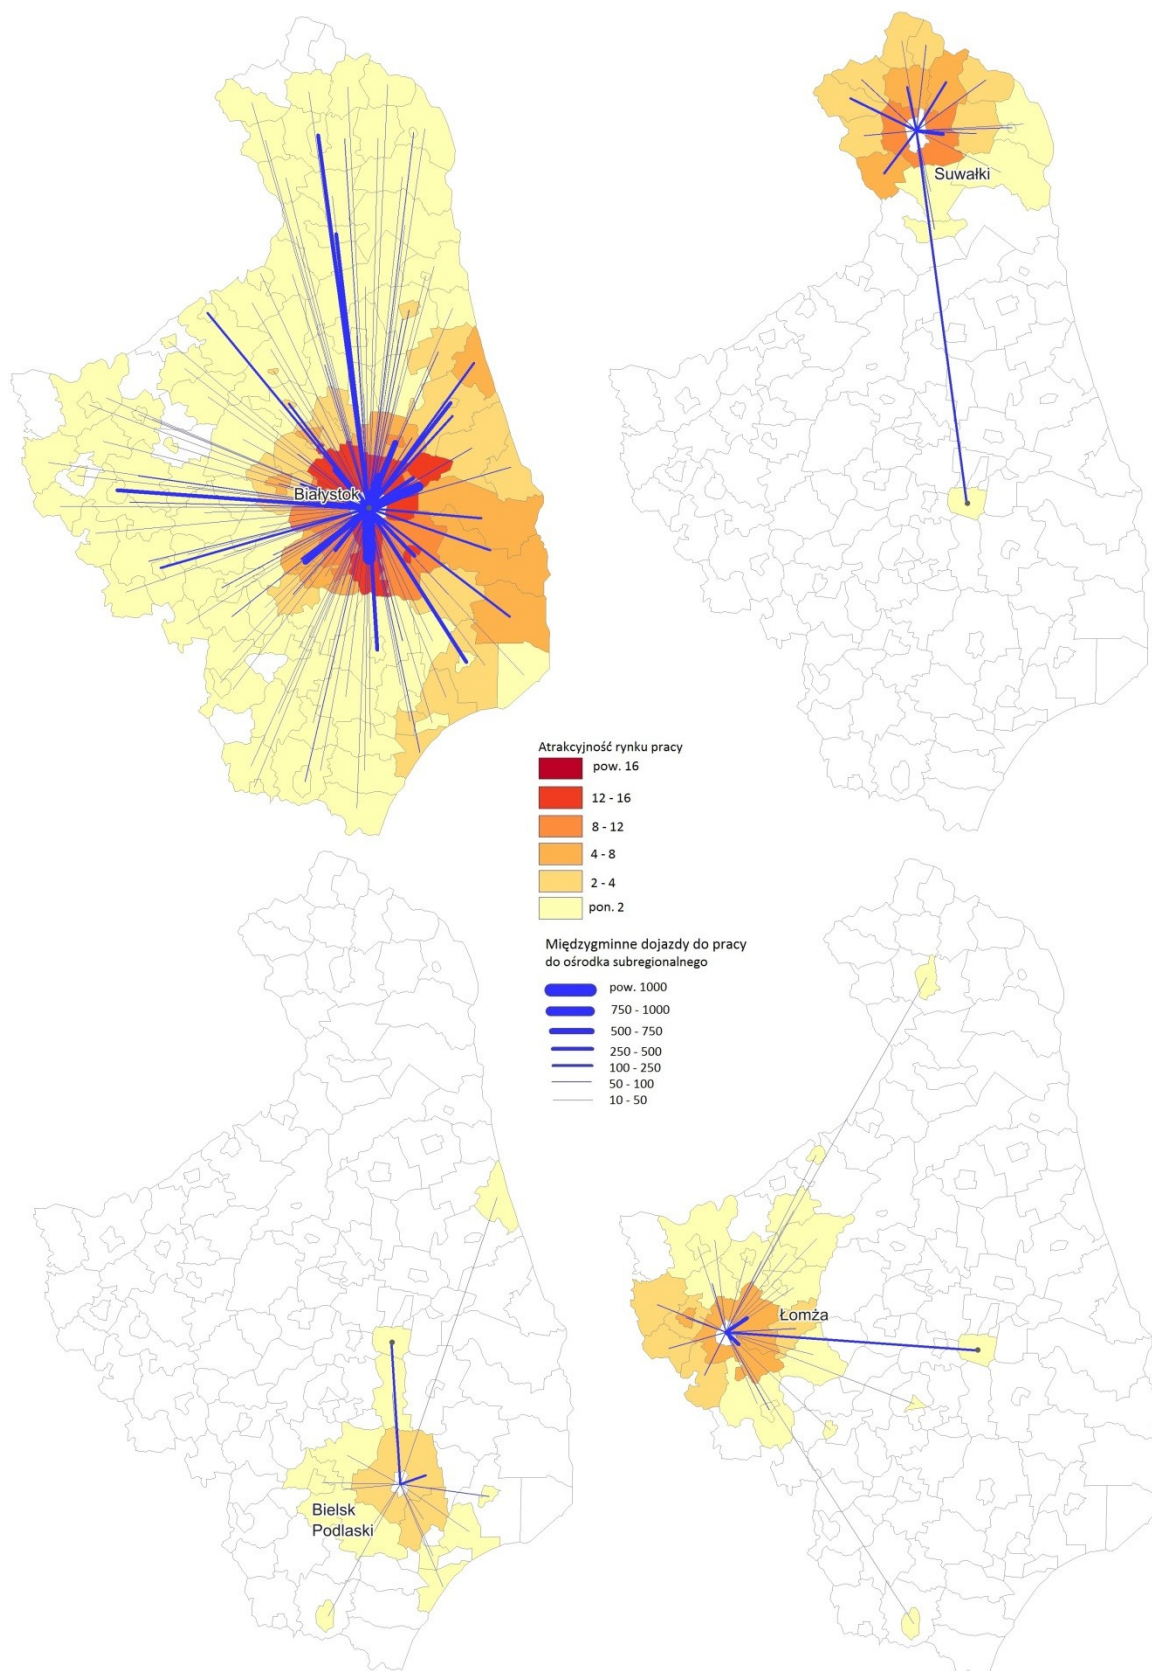 Suwałki
Białystok
Atrakcyjność rynku pracy
pow. 16
12 - 16
8 - 12
4 - 8
2 - 4
pon. 2
Międzygminne dojazdy do pracy
do ośrodka subregionalnego
pow. 1000
750 - 1000
500 - 750
250 - 500
100 - 250
50 - 100
10 - 50
Łomża
Bielsk
Podlaski